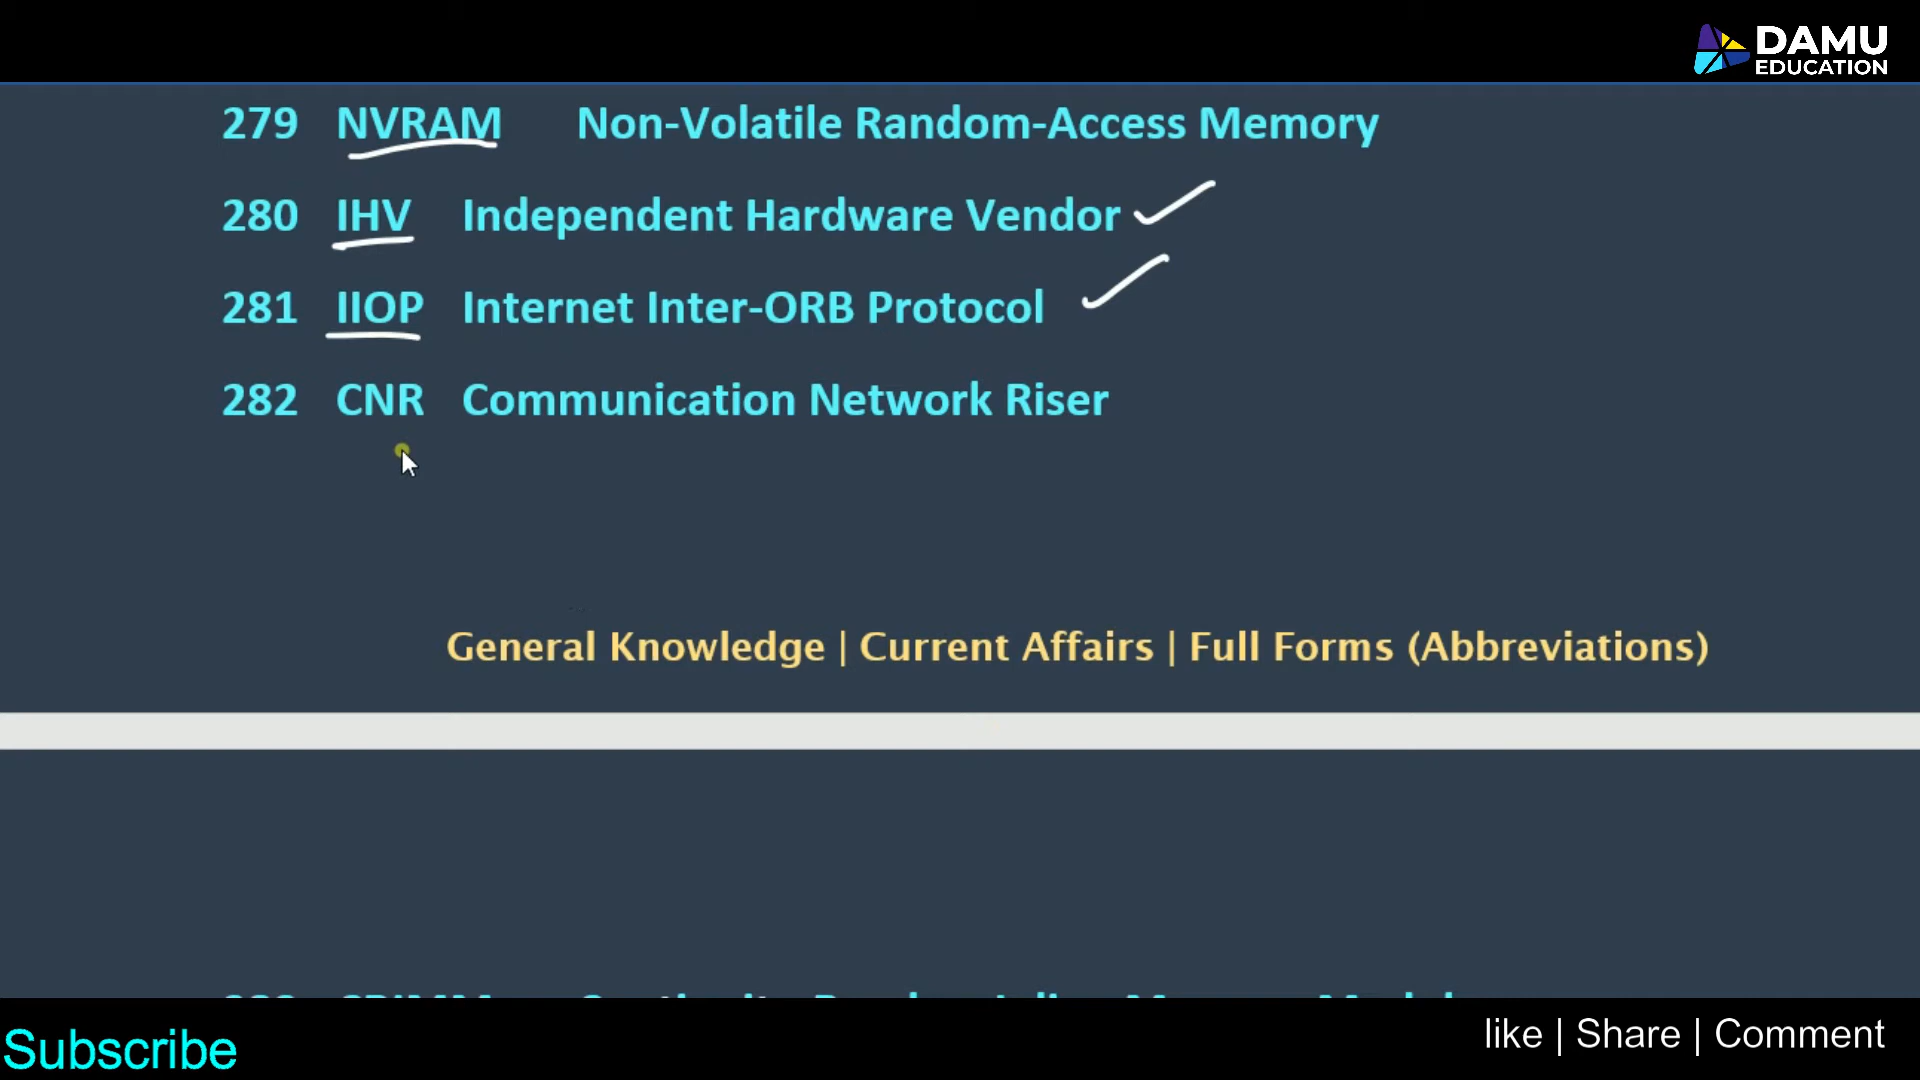 DAMU
EDUCATION
279 NVRAM Non-Volatile Random-Access Memory
280 IHV Independent Hardware Vendor
281 IIOP Internet Inter-ORB Protocol
282 CNR Communication Network Riser
General Knowledge | Current Affairs | Full Forms (Abbreviations)
Subscribe
like | Share | Comment